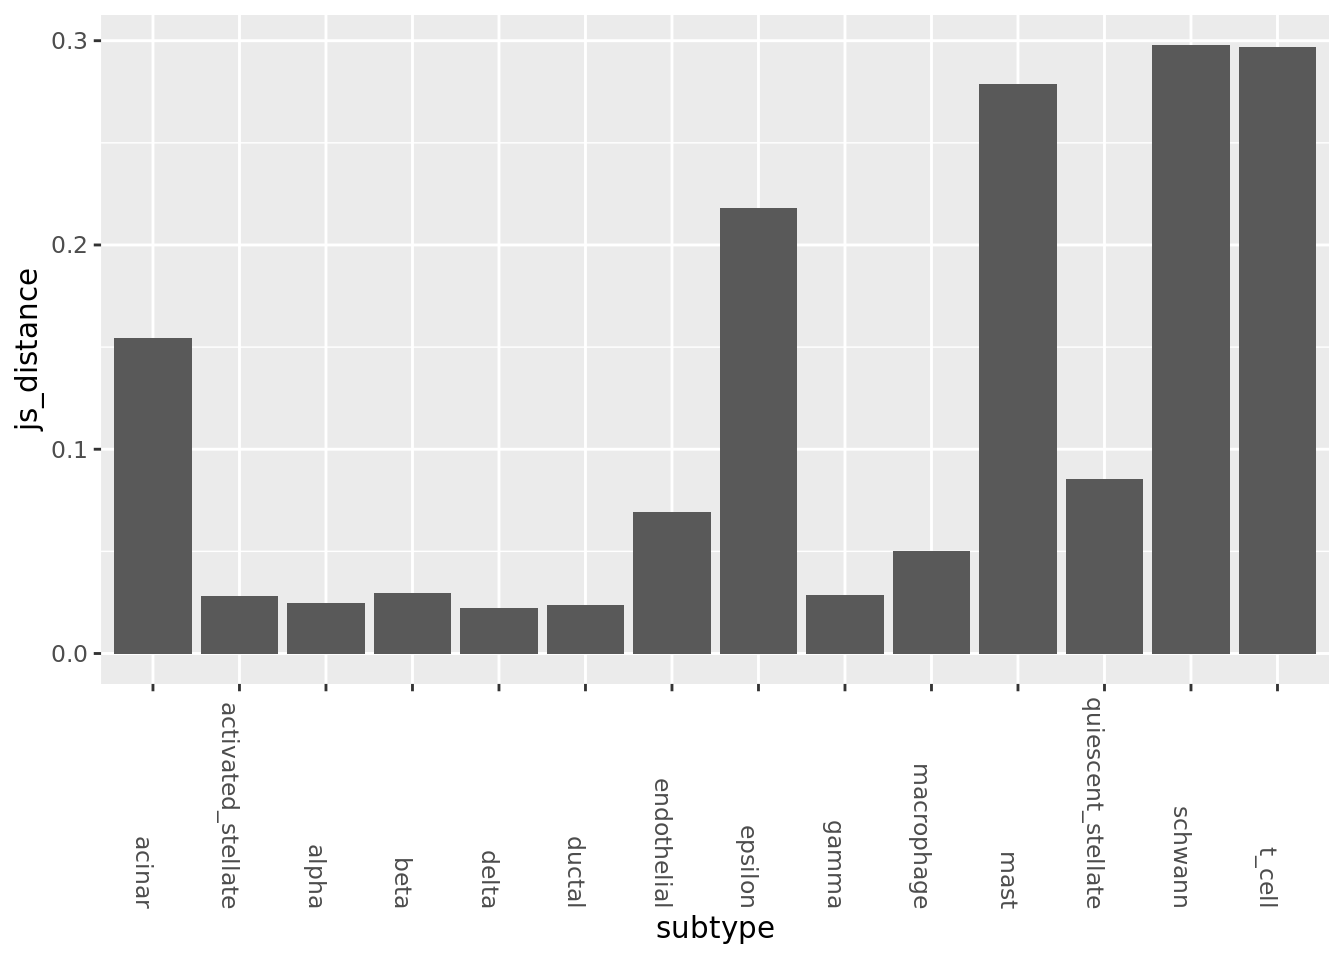 0.3
0.2
0.1
0.0
js_distance
acinar
activated_stellate
alpha
beta
delta
ductal
endothelial
epsilon
gamma
macrophage
mast
quiescent_stellate
schwann
t_cell
subtype